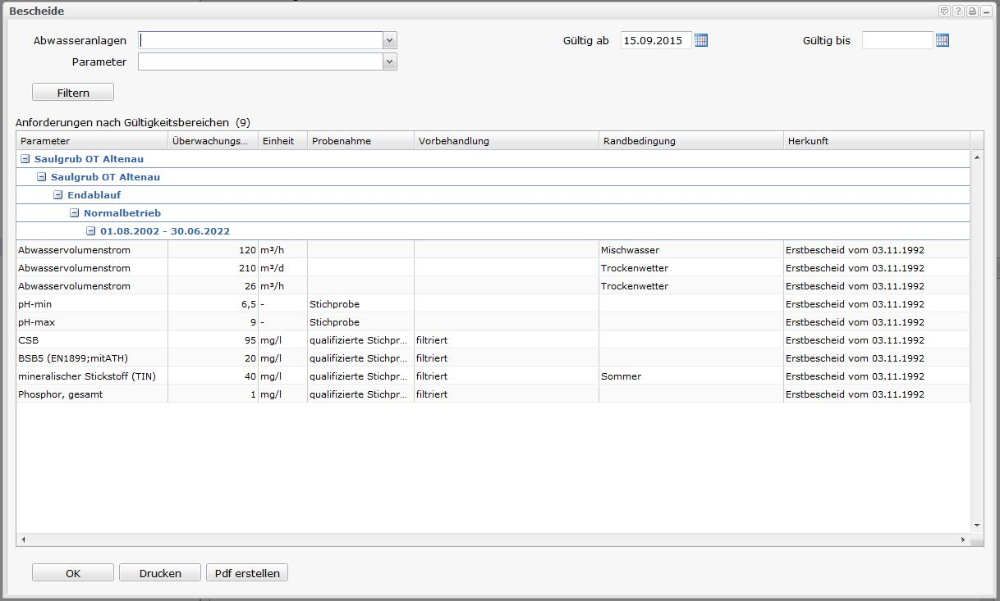 Bescheide
Abwasseranlagen Gültig ab 15.09.2015 Gültig bis
Parameter
Filtern
Anforderungen nach Gültigkeitsbereichen (9)
Parameter Überwachungs... Einheit Probenahme Vorbehandlung Randbedingung Herkunft
Saulgrub OT Altenau
Saulgrub OT Altenau
Endablauf
Normalbetrieb
01.08.2002 - 30.06.2022
Abwasservolumenstrom 120 m³/h Mischwasser Erstbescheid vom 03.11.1992
Abwasservolumenstrom 210 m³/d Trockenwetter Erstbescheid vom 03.11.1992
Abwasservolumenstrom 26 m³/h Trockenwetter Erstbescheid vom 03.11.1992
pH-min 6,5 - Stichprobe Erstbescheid vom 03.11.1992
pH-max 9 - Stichprobe Erstbescheid vom 03.11.1992
CSB 95 mg/l qualifizierte Stichpr... filtriert Erstbescheid vom 03.11.1992
BSB5 (EN1899;mitATH) 20 mg/l qualifizierte Stichpr... filtriert Erstbescheid vom 03.11.1992
mineralischer Stickstoff (TIN) 40 mg/l qualifizierte Stichpr... filtriert Sommer Erstbescheid vom 03.11.1992
Phosphor, gesamt 1 mg/l qualifizierte Stichpr... filtriert Erstbescheid vom 03.11.1992
OK Drucken Pdf erstellen